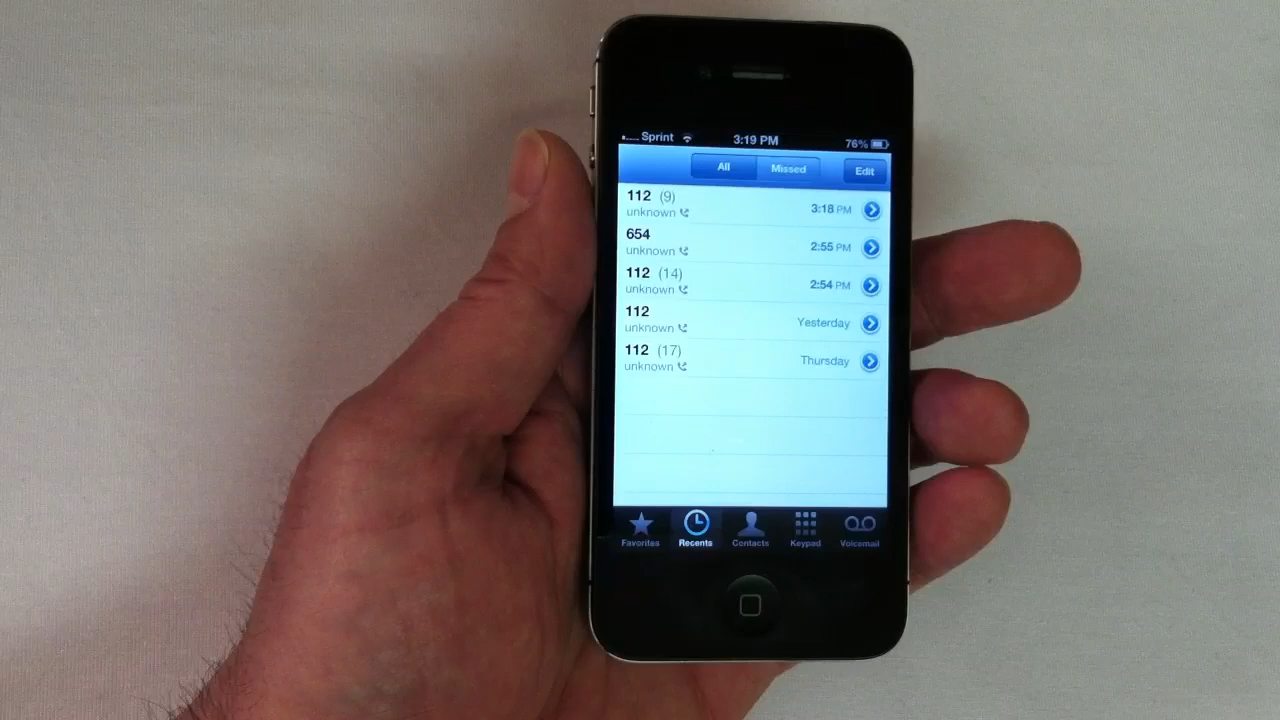 Sprint 3:19 PM 76%
All Missed Edit
112 (9)
unknown 3:18 PM
654
unknown 2:55 PM
112 (14)
unknown 2:54 PM
112
unknown Yesterday
112 (17)
unknown Thursday
Favorites Recents Contacts Keypad Voicemail